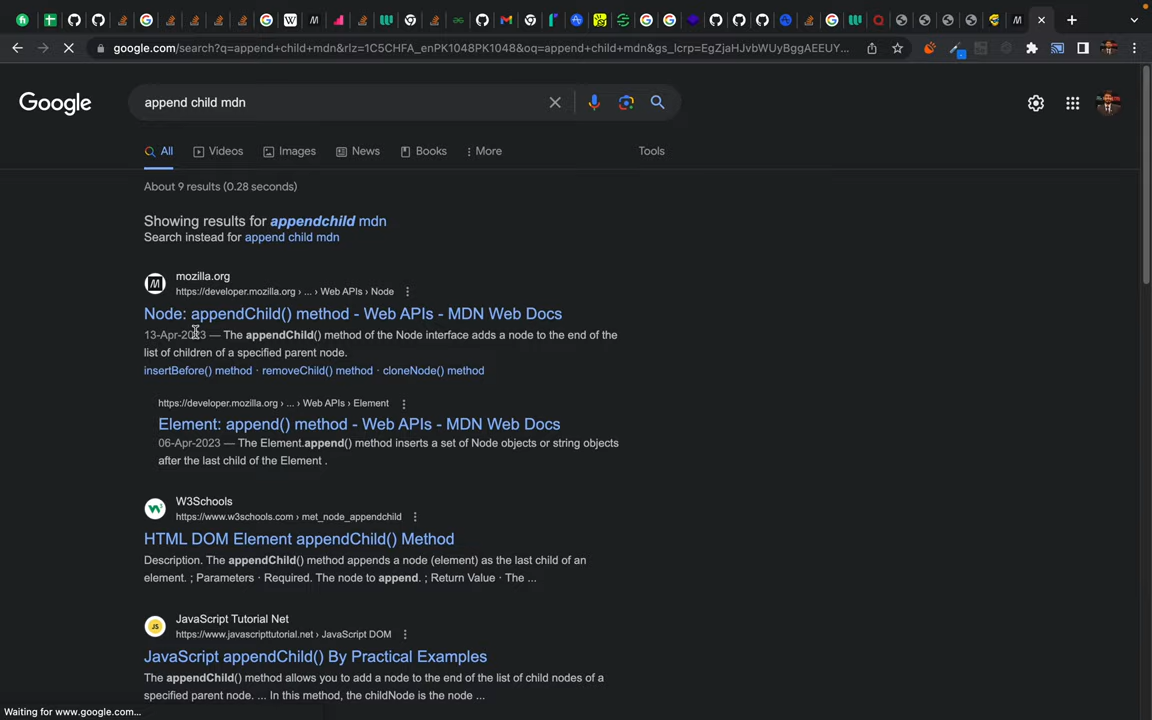 google.com/search?q=append+child+mdn&rlz=1C5CHFA_enPK1048PK1048&oq=append+child+mdn&gs_lcrp=EgZjaHJvbWUyBggAEEUY...
Google
append child mdn
All
Videos
Images
News
Books
More
Tools
About 9 results (0.28 seconds)
Showing results for appendchild mdn
Search instead for append child mdn
mozilla.org
https://developer.mozilla.org › ... › Web APIs › Node
Node: appendChild() method - Web APIs - MDN Web Docs
13-Apr-2023 — The appendChild() method of the Node interface adds a node to the end of the
list of children of a specified parent node.
insertBefore() method · removeChild() method · cloneNode() method
https://developer.mozilla.org › ... › Web APIs › Element
Element: append() method - Web APIs - MDN Web Docs
06-Apr-2023 — The Element.append() method inserts a set of Node objects or string objects
after the last child of the Element .
W3Schools
https://www.w3schools.com › met_node_appendchild
HTML DOM Element appendChild() Method
Description. The appendChild() method appends a node (element) as the last child of an
element. ; Parameters · Required. The node to append. ; Return Value · The ...
JavaScript Tutorial Net
https://www.javascripttutorial.net › JavaScript DOM
JavaScript appendChild() By Practical Examples
The appendChild() method allows you to add a node to the end of the list of child nodes of a
specified parent node. ... In this method, the childNode is the node ...
Waiting for www.google.com...